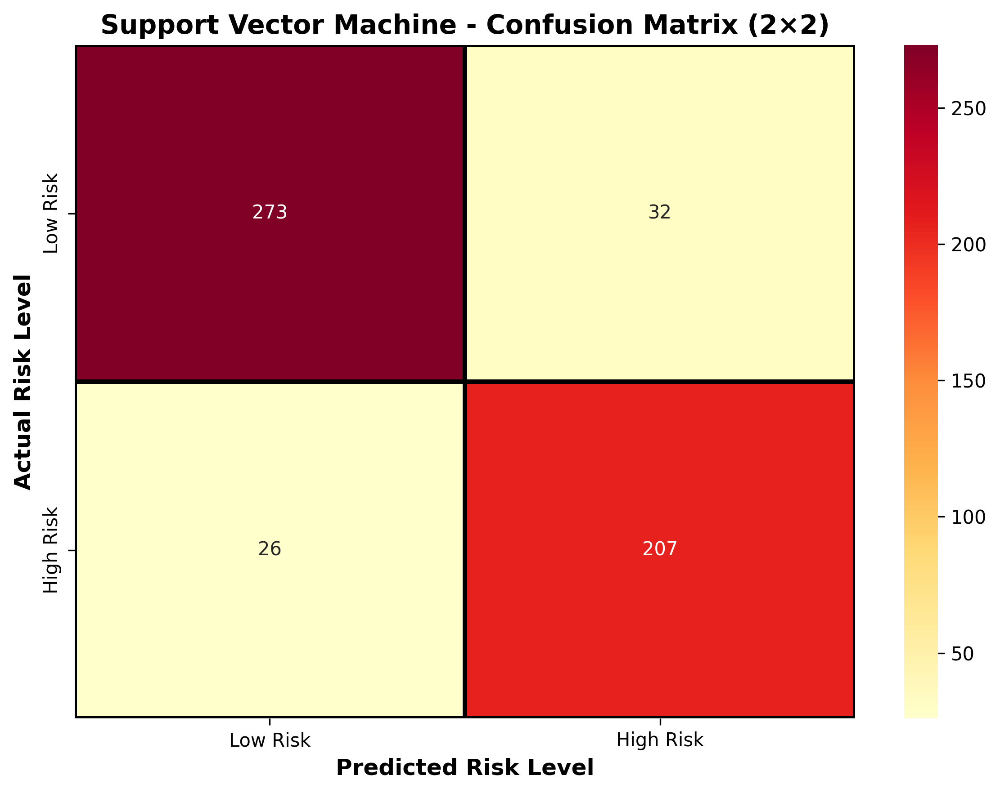 Support Vector Machine - Confusion Matrix (2×2)
Actual Risk Level
Low Risk
High Risk
273
32
26
207
Low Risk
High Risk
Predicted Risk Level
250
200
150
100
50